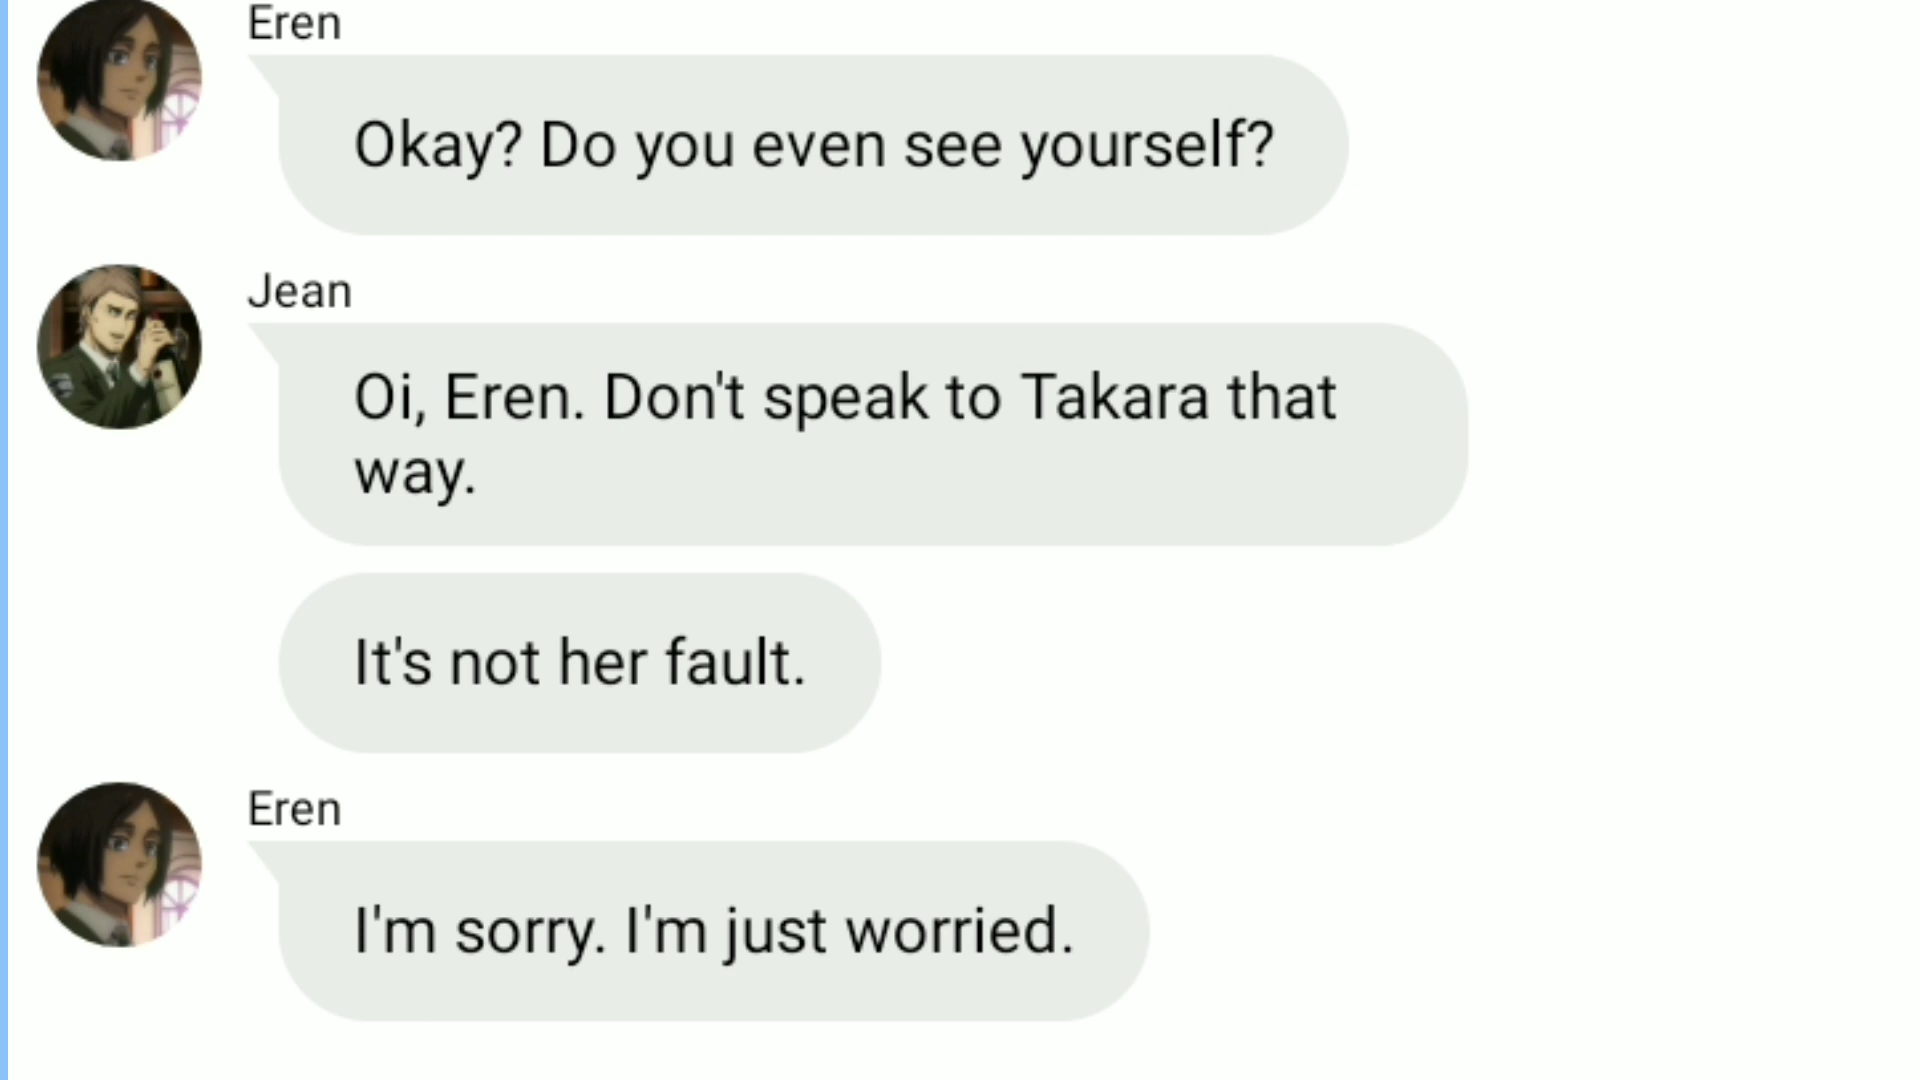 Eren
Okay? Do you even see yourself?
Jean
Oi, Eren. Don't speak to Takara that
way.
It's not her fault.
Eren
I'm sorry. I'm just worried.